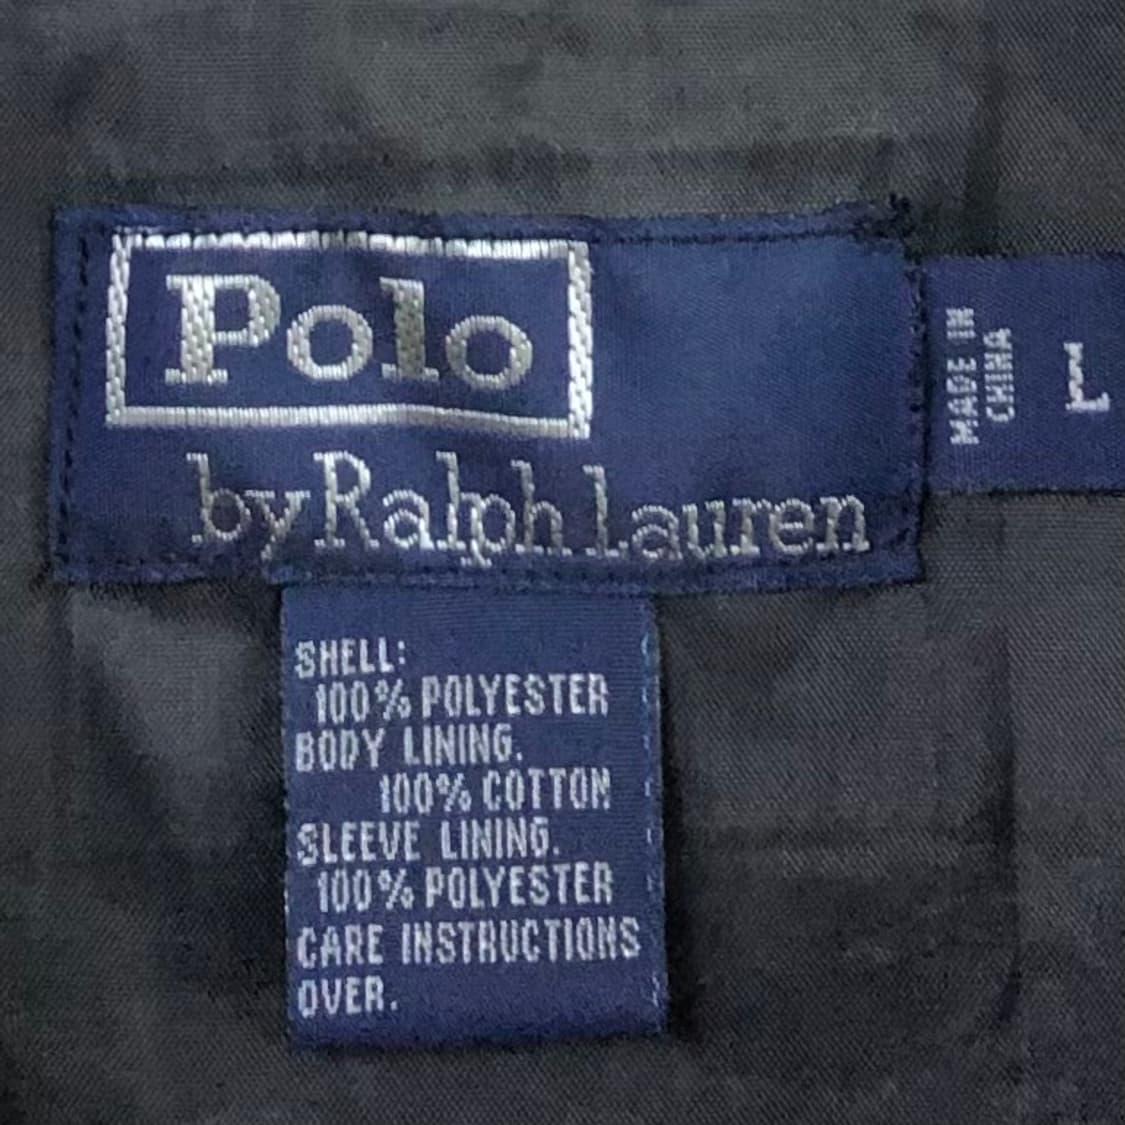 Polo
by Ralph Lauren
MADE IN
CHINA
L
SHELL:
100% POLYESTER
BODY LINING.
100% COTTON
SLEEVE LINING.
100% POLYESTER
CARE INSTRUCTIONS
OVER.